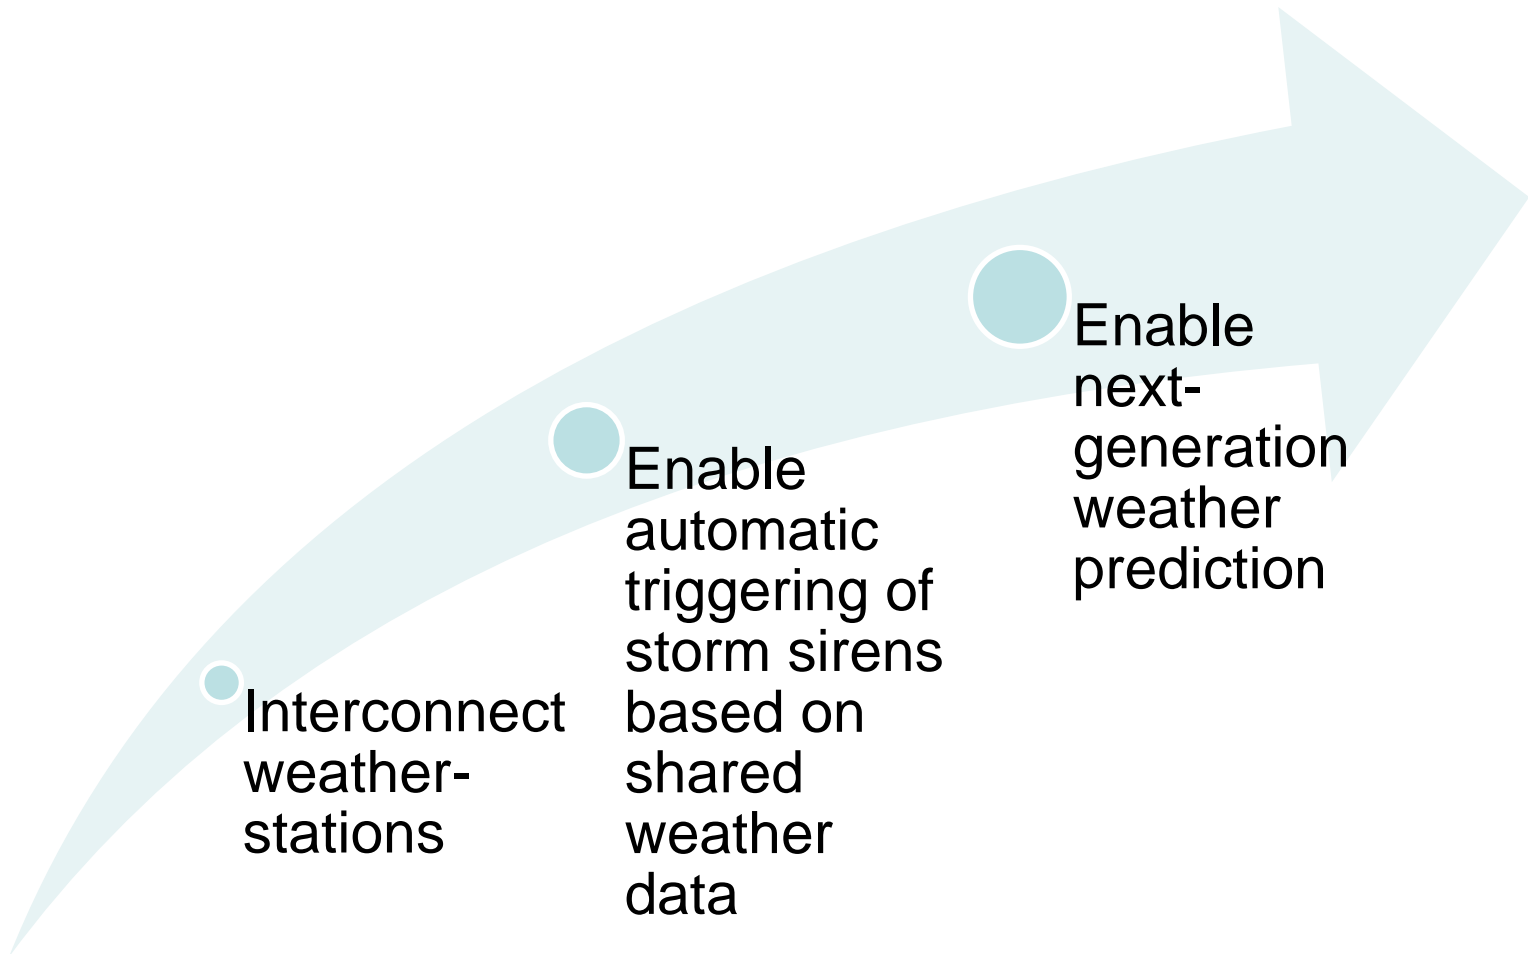 Interconnect
weather-
stations
Enable
automatic
triggering of
storm sirens
based on
shared
weather
data
Enable
next-
generation
weather
prediction